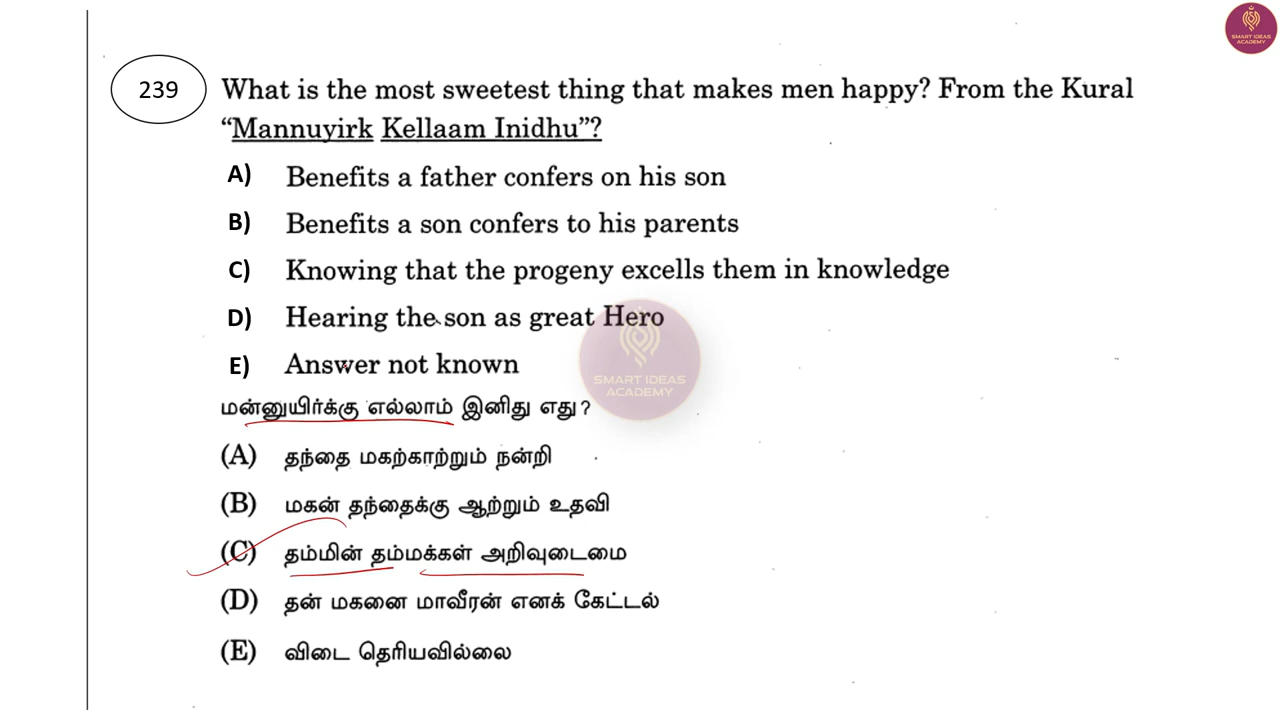 SMART IDEAS
ACADEMY
239
What is the most sweetest thing that makes men happy? From the Kural
“Mannuyirk Kellaam Inidhu”?
A) Benefits a father confers on his son
B) Benefits a son confers to his parents
C) Knowing that the progeny excells them in knowledge
D) Hearing the son as great Hero
E) Answer not known
SMART IDEAS
ACADEMY
மன்னுயிர்க்கு எல்லாம் இனிது எது?
(A) தந்தை மகற்காற்றும் நன்றி
(B) மகன் தந்தைக்கு ஆற்றும் உதவி
(C) தம்மின் தம்மக்கள் அறிவுடைமை
(D) தன் மகனை மாவீரன் எனக் கேட்டல்
(E) விடை தெரியவில்லை